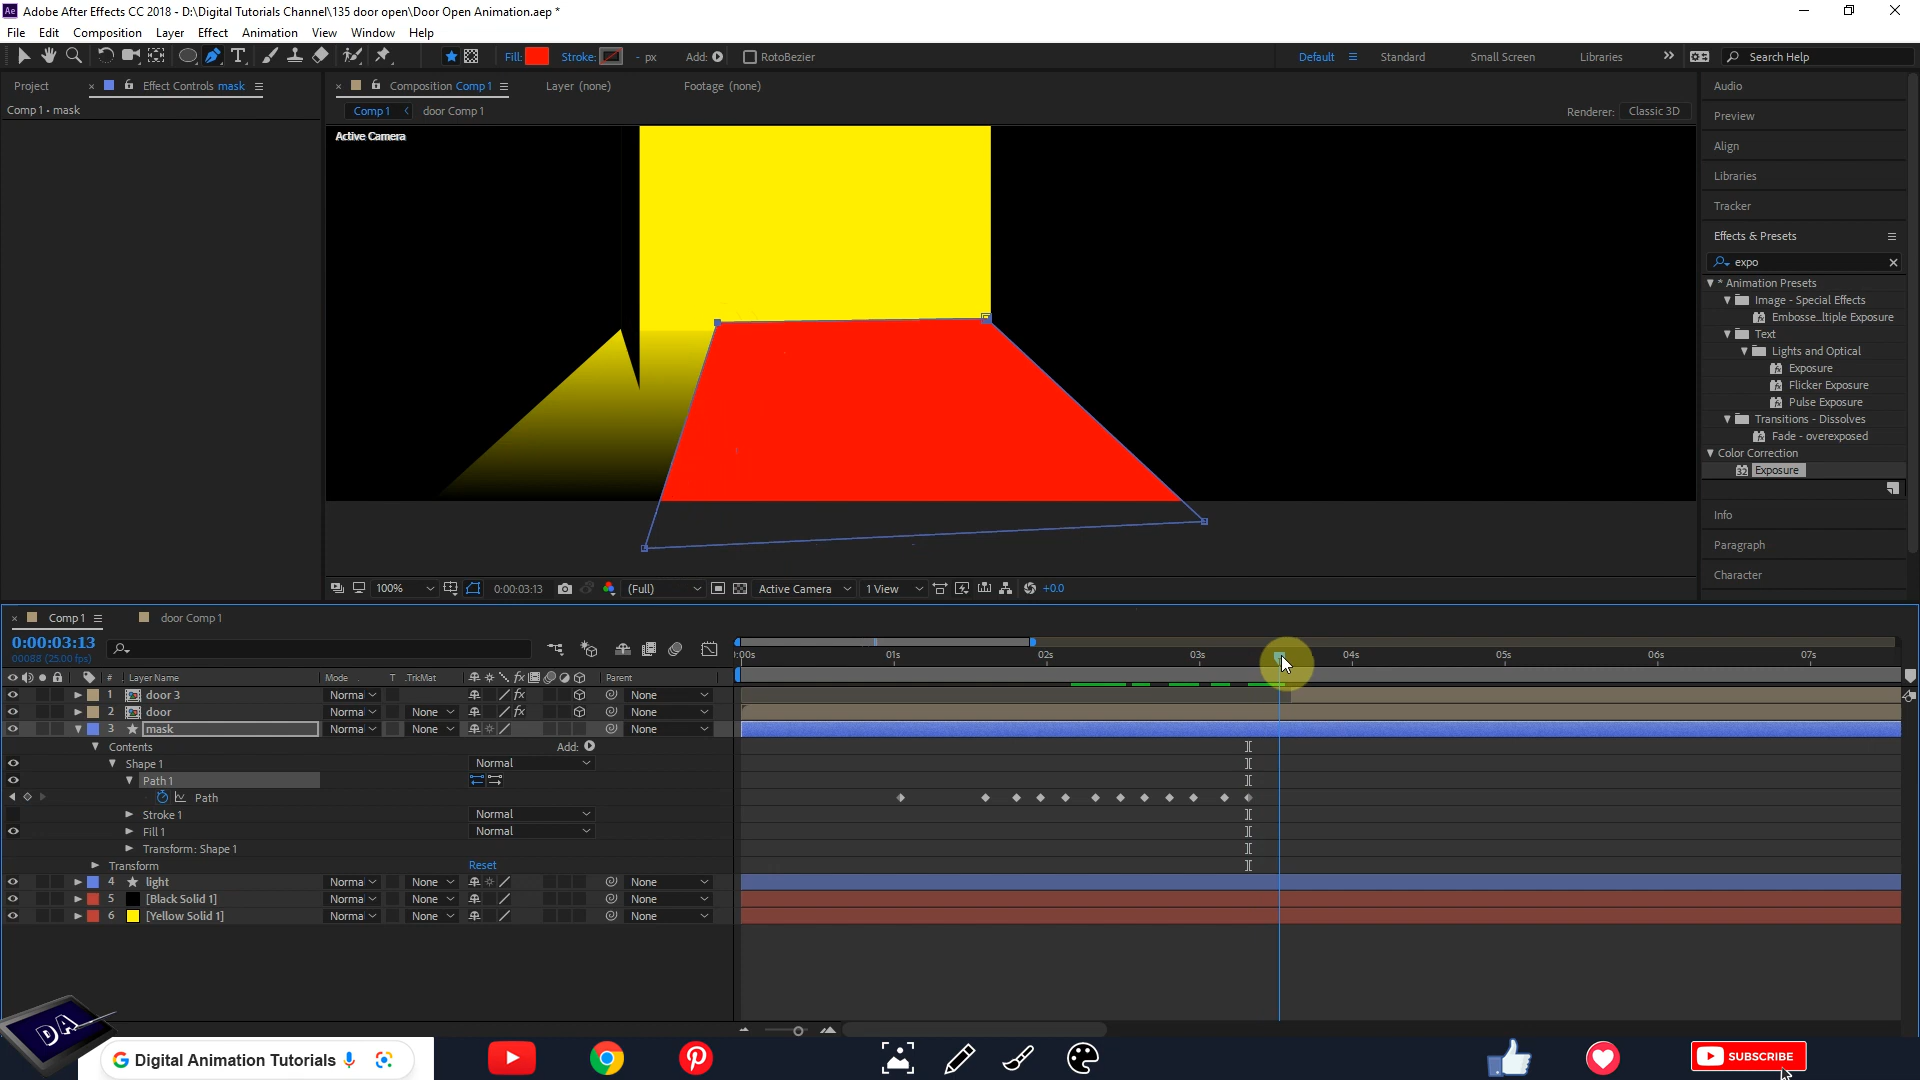 Adobe After Effects CC 2018 - D:\Digital Tutorials Channel\135 door open\Door Open Animation.aep *
File Edit Composition Layer Effect Animation View Window Help
Fill: Stroke: - px Add: RotoBezier Default Standard Small Screen Libraries Search Help
Project Effect Controls mask Composition Comp 1 Layer (none) Footage (none) Audio
Comp 1 • mask Comp 1 door Comp 1 Renderer: Classic 3D
Active Camera
Preview
Align
Libraries
Tracker
Effects & Presets
expo
* Animation Presets
Image - Special Effects
Embosse...ltiple Exposure
Text
Lights and Optical
Exposure
Flicker Exposure
Pulse Exposure
Transitions - Dissolves
Fade - overexposed
Color Correction
Exposure
Info
Paragraph
Character
100% 0:00:03:13 (Full) Active Camera 1 View +0.0
Comp 1 door Comp 1
0:00:03:13
00088 (25.00 fps)
:00s 01s 02s 03s 04s 05s 06s 07s
# Layer Name Mode T TrkMat Parent
1 door 3 Norma None
2 door Norma None None
3 mask Norma None None
Contents Add:
Shape 1 Normal
Path 1
Path
Stroke 1 Normal
Fill 1 Normal
Transform: Shape 1
Transform Reset
4 light Norma None None
5 [Black Solid 1] Norma None None
6 [Yellow Solid 1] Norma None None
DA
Digital Animation Tutorials
SUBSCRIBE